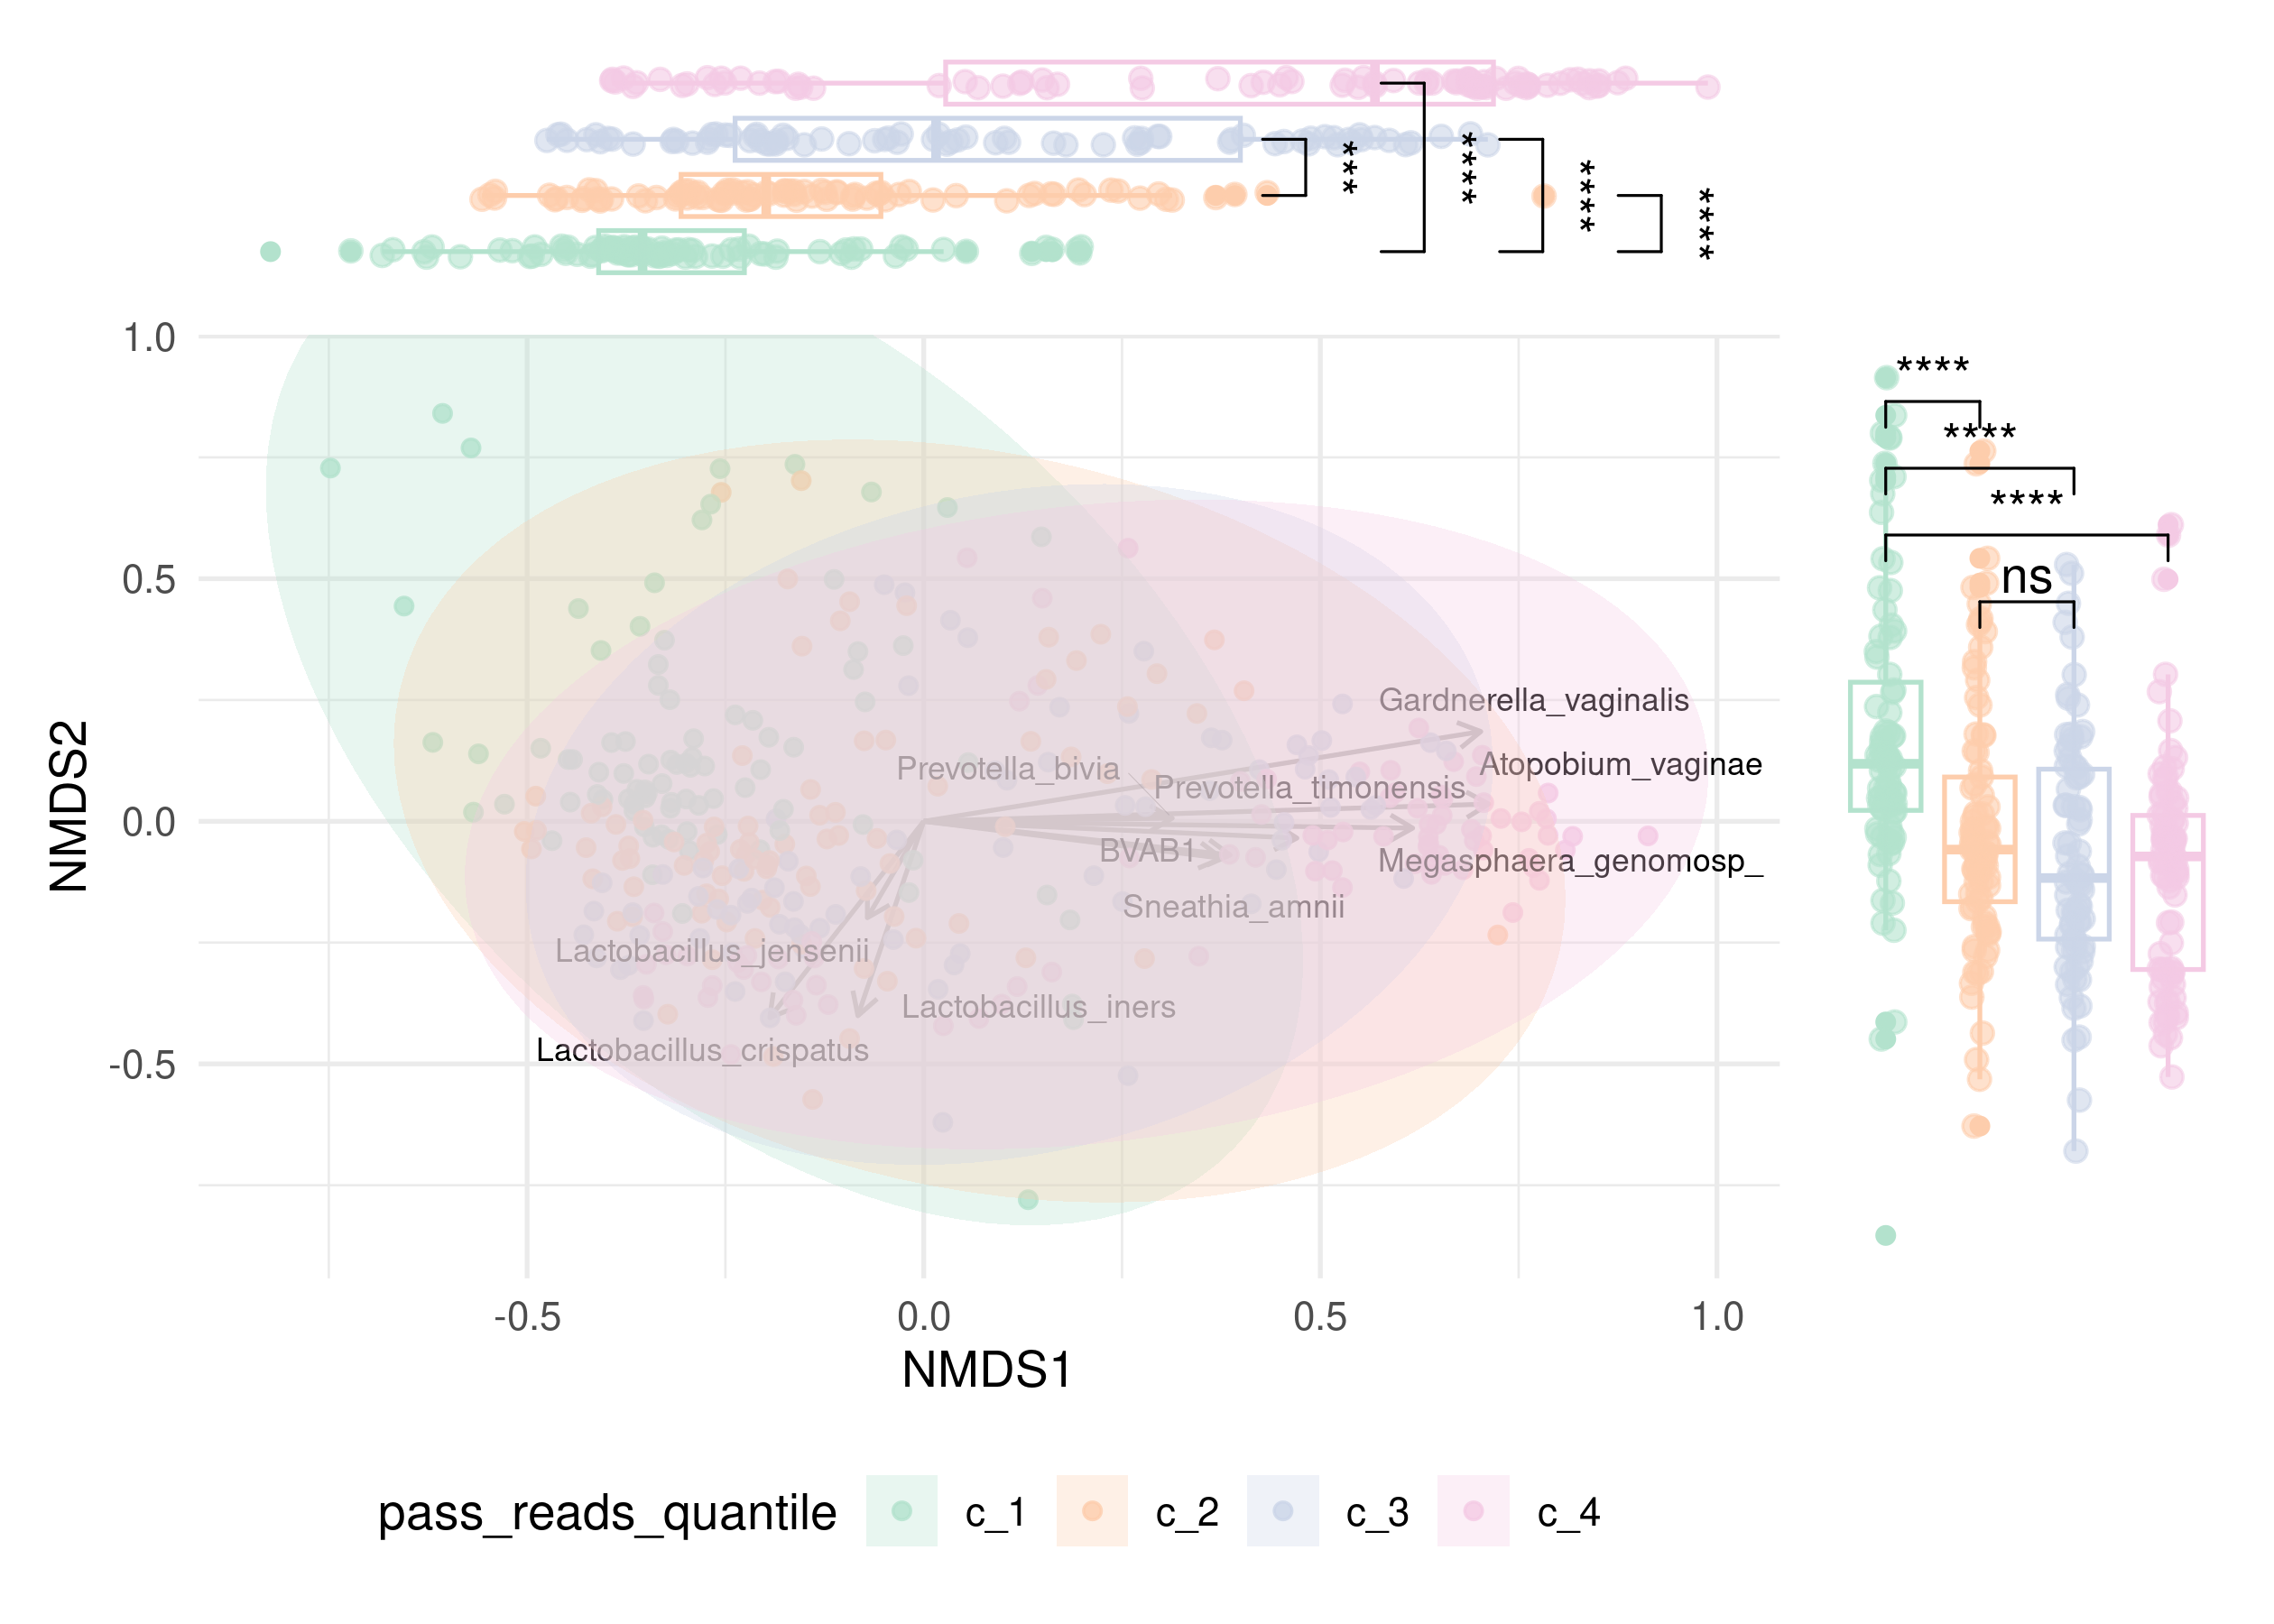 ***
****
****
****
1.0
0.5
0.0
-0.5
NMDS2
Gardnerella_vaginalis
Prevotella_bivia
Atopobium_vaginae
Prevotella_timonensis
BVAB1
Megasphaera_genomosp_
Sneathia_amnii
Lactobacillus_jensenii
Lactobacillus_iners
Lactobacillus_crispatus
****
****
****
ns
-0.5
0.0
0.5
1.0
NMDS1
pass_reads_quantile c_1 c_2 c_3 c_4